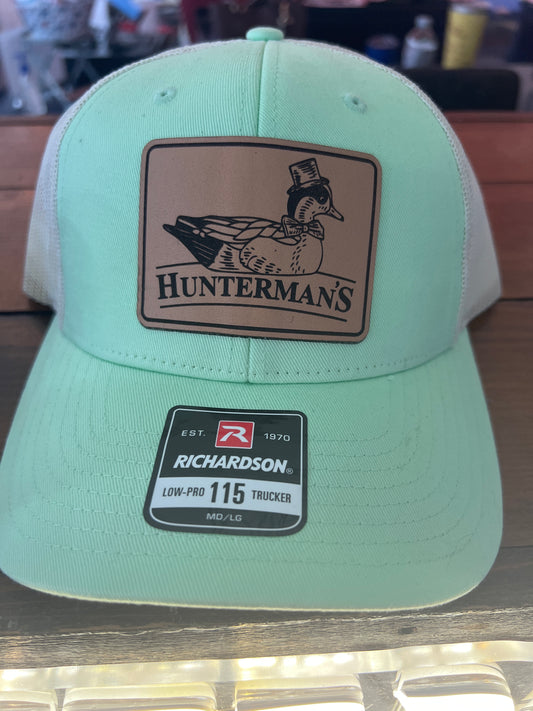 HUNTERMAN'S
EST. R 1970
RICHARDSON®
LOW-PRO 115 TRUCKER
MD/LG